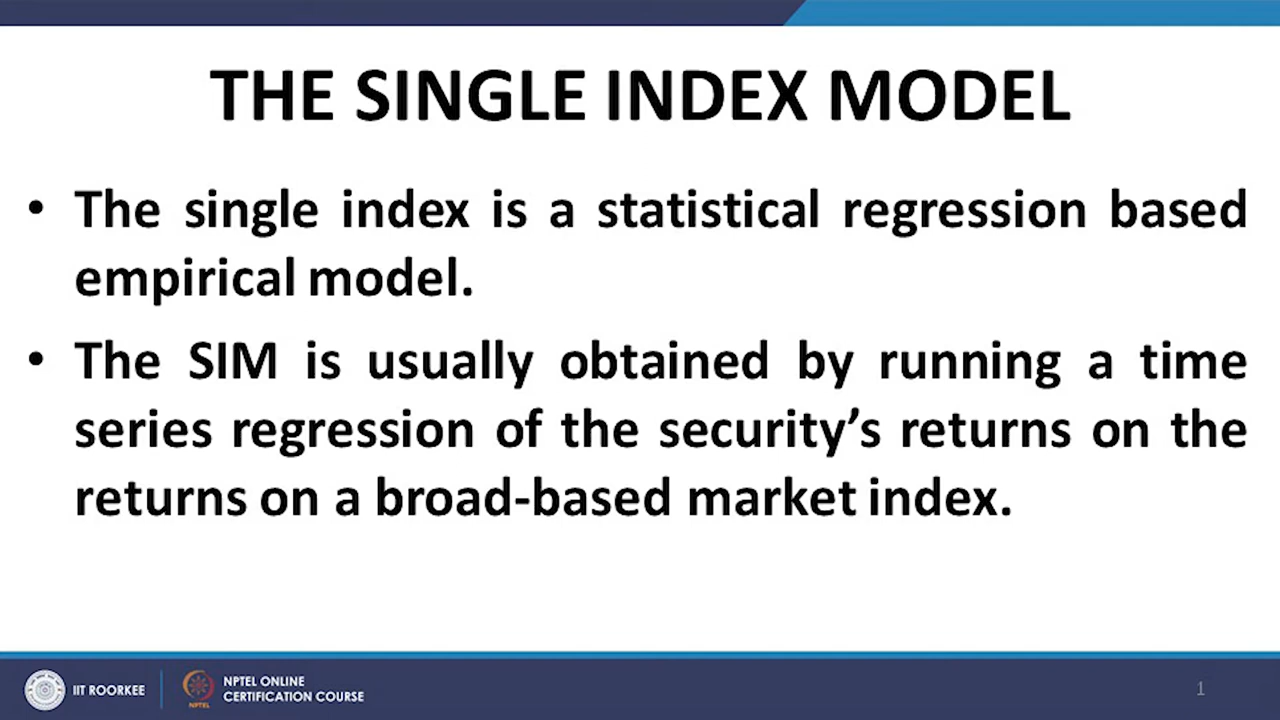 THE SINGLE INDEX MODEL
• The single index is a statistical regression based
empirical model.
• The SIM is usually obtained by running a time
series regression of the security’s returns on the
returns on a broad-based market index.
IIT ROORKEE
NPTEL
NPTEL ONLINE
CERTIFICATION COURSE
1